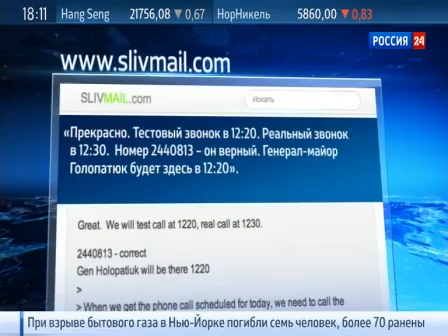 18:11 Hang Seng 21756,08 ▼0,67 НорНикель 5860,00 ▼0,83
РОССИЯ 24
www.slivmail.com
SLIVMAIL.com Искать
«Прекрасно. Тестовый звонок в 12:20. Реальный звонок
в 12:30. Номер 2440813 – он верный. Генерал-майор
Голопатюк будет здесь в 12:20».
Great. We will test call at 1220, real call at 1230.
2440813 - correct
Gen Holopatiuk will be there 1220
>
> When we get the phone call scheduled for today, we need to call the
При взрыве бытового газа в Нью-Йорке погибли семь человек, более 70 ранены